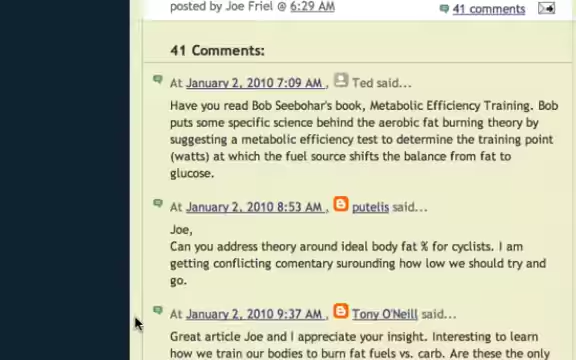 posted by Joe Friel @ 6:29 AM
41 comments
41 Comments:
At January 2, 2010 7:09 AM , Ted said...
Have you read Bob Seebohar's book, Metabolic Efficiency Training. Bob
puts some specific science behind the aerobic fat burning theory by
suggesting a metabolic efficiency test to determine the training point
(watts) at which the fuel source shifts the balance from fat to
glucose.
At January 2, 2010 8:53 AM , putelis said...
Joe,
Can you address theory around ideal body fat % for cyclists. I am
getting conflicting comentary surounding how low we should try and
go.
At January 2, 2010 9:37 AM , Tony O'Neill said...
Great article Joe and I appreciate your insight. Interesting to learn
how we train our bodies to burn fat fuels vs. carb. Are these the only